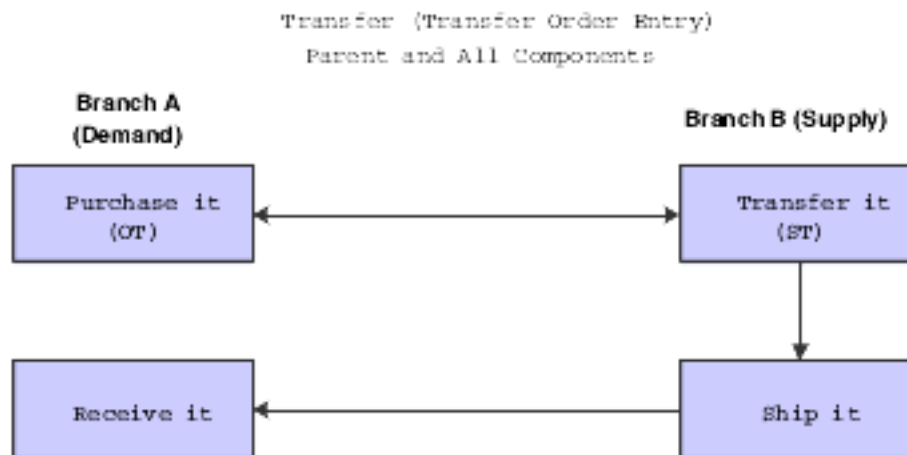 Transfer (Transfer Order Entry)
Parent and All Components
Branch A
(Demand)
Branch B (Supply)
Purchase it
(OT)
Transfer it
(ST)
Receive it
Ship it